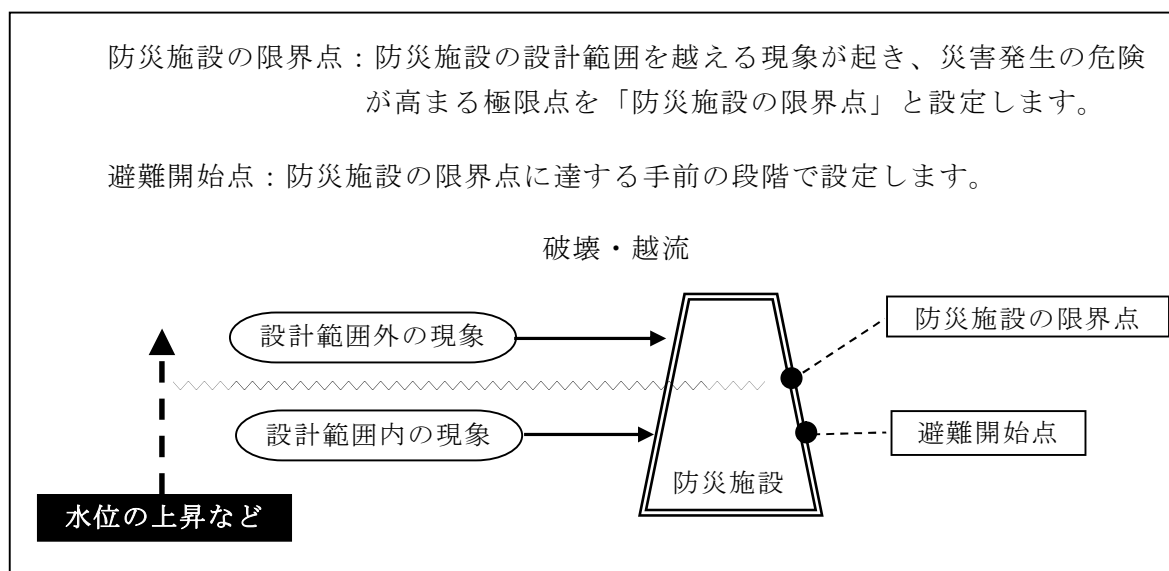 防災施設の限界点：防災施設の設計範囲を越える現象が起き、災害発生の危険
が高まる極限点を「防災施設の限界点」と設定します。
避難開始点：防災施設の限界点に達する手前の段階で設定します。
破壊・越流
設計範囲外の現象
防災施設の限界点
設計範囲内の現象
避難開始点
防災施設
水位の上昇など